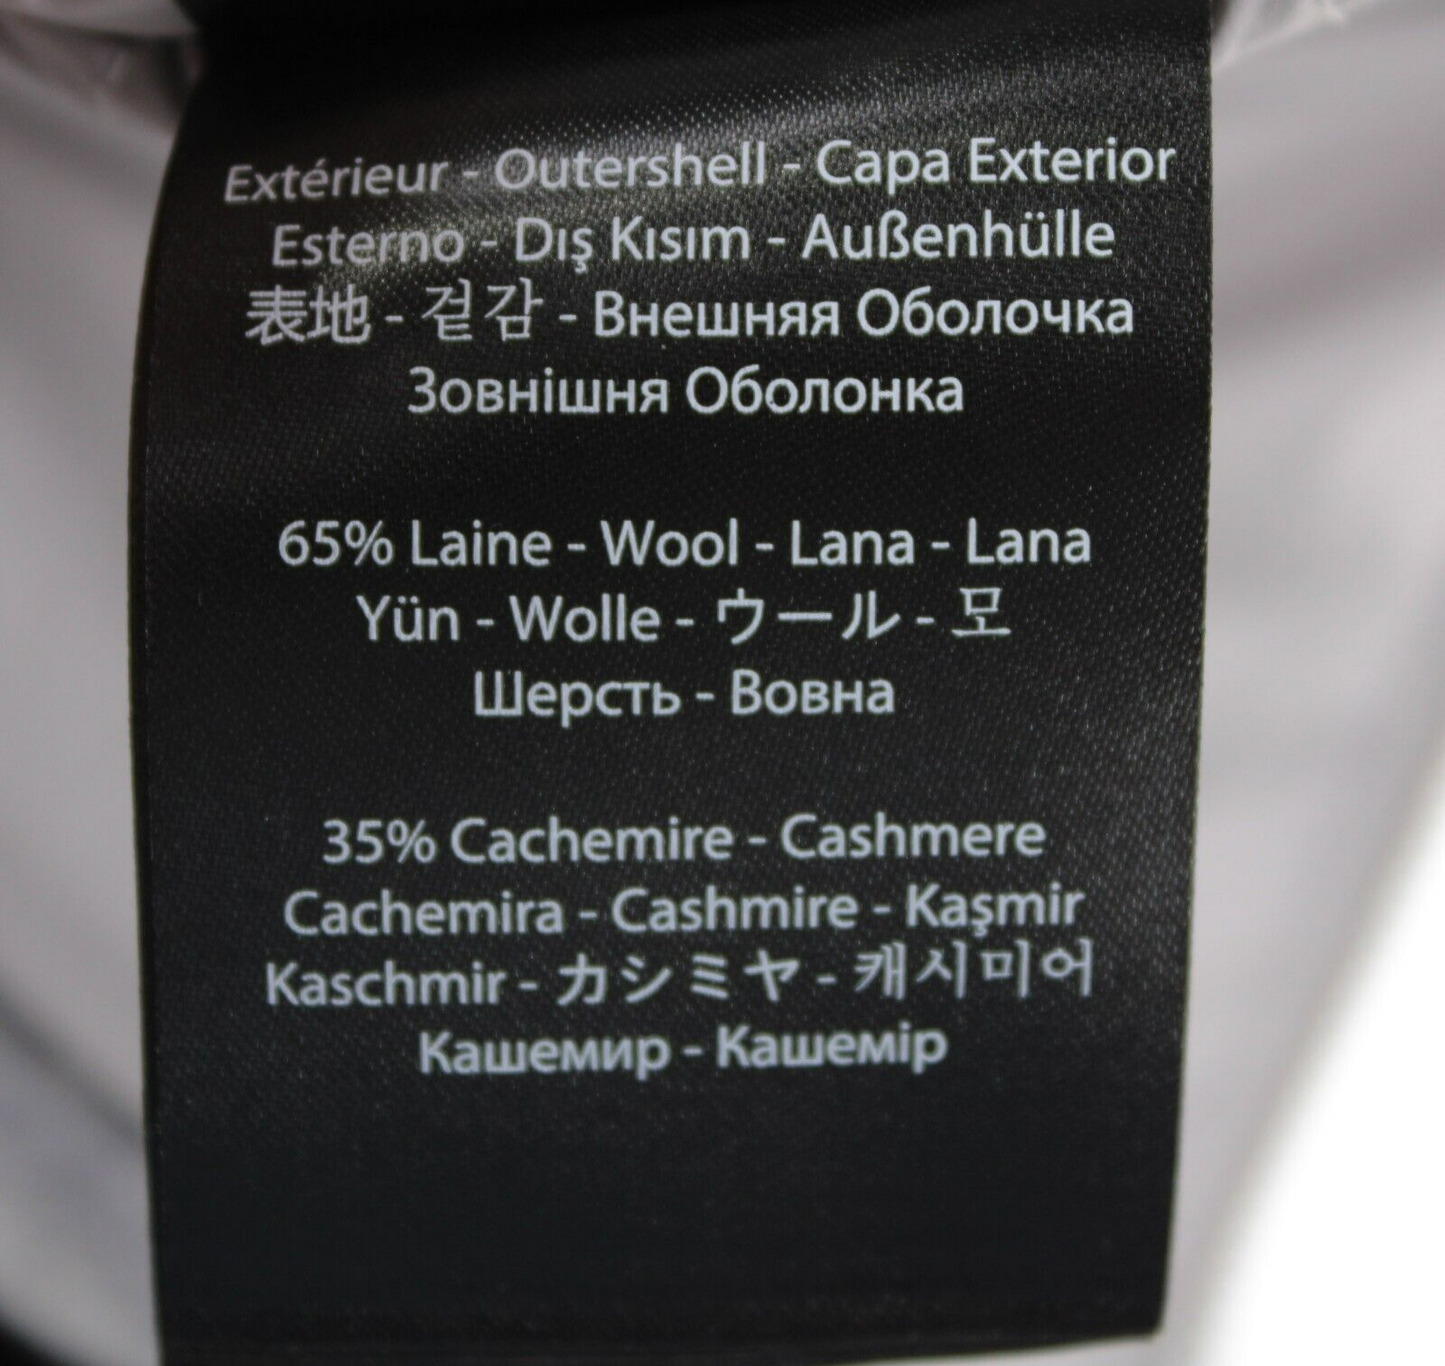 Extérieur - Outershell - Capa Exterior
Esterno - Dış Kısım - Außenhülle
表地 - 겉감 - Внешняя Оболочка
Зовнішня Оболонка
65% Laine - Wool - Lana - Lana
Yün - Wolle - ウール - 모
Шерсть - Вовна
35% Cachemire - Cashmere
Cachemira - Cashmire - Kaşmir
Kaschmir - カシミヤ - 캐시미어
Кашемир - Кашемір